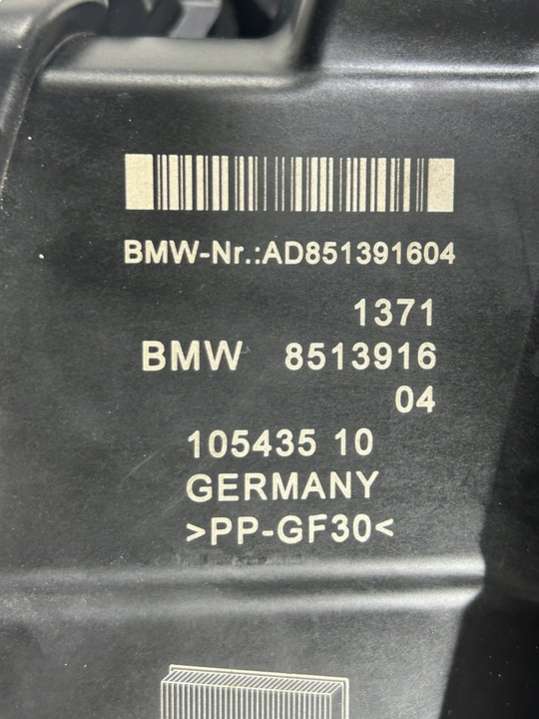 BMW-Nr.:AD851391604
1371
BMW 8513916
04
105435 10
GERMANY
>PP-GF30<